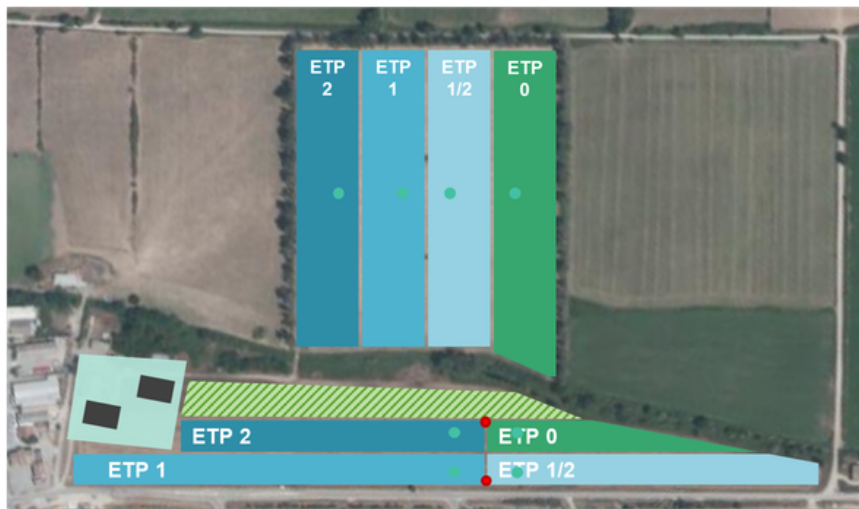 ETP
2
ETP
1
ETP
1/2
ETP
0
ETP 2
ETP 0
ETP 1
ETP 1/2